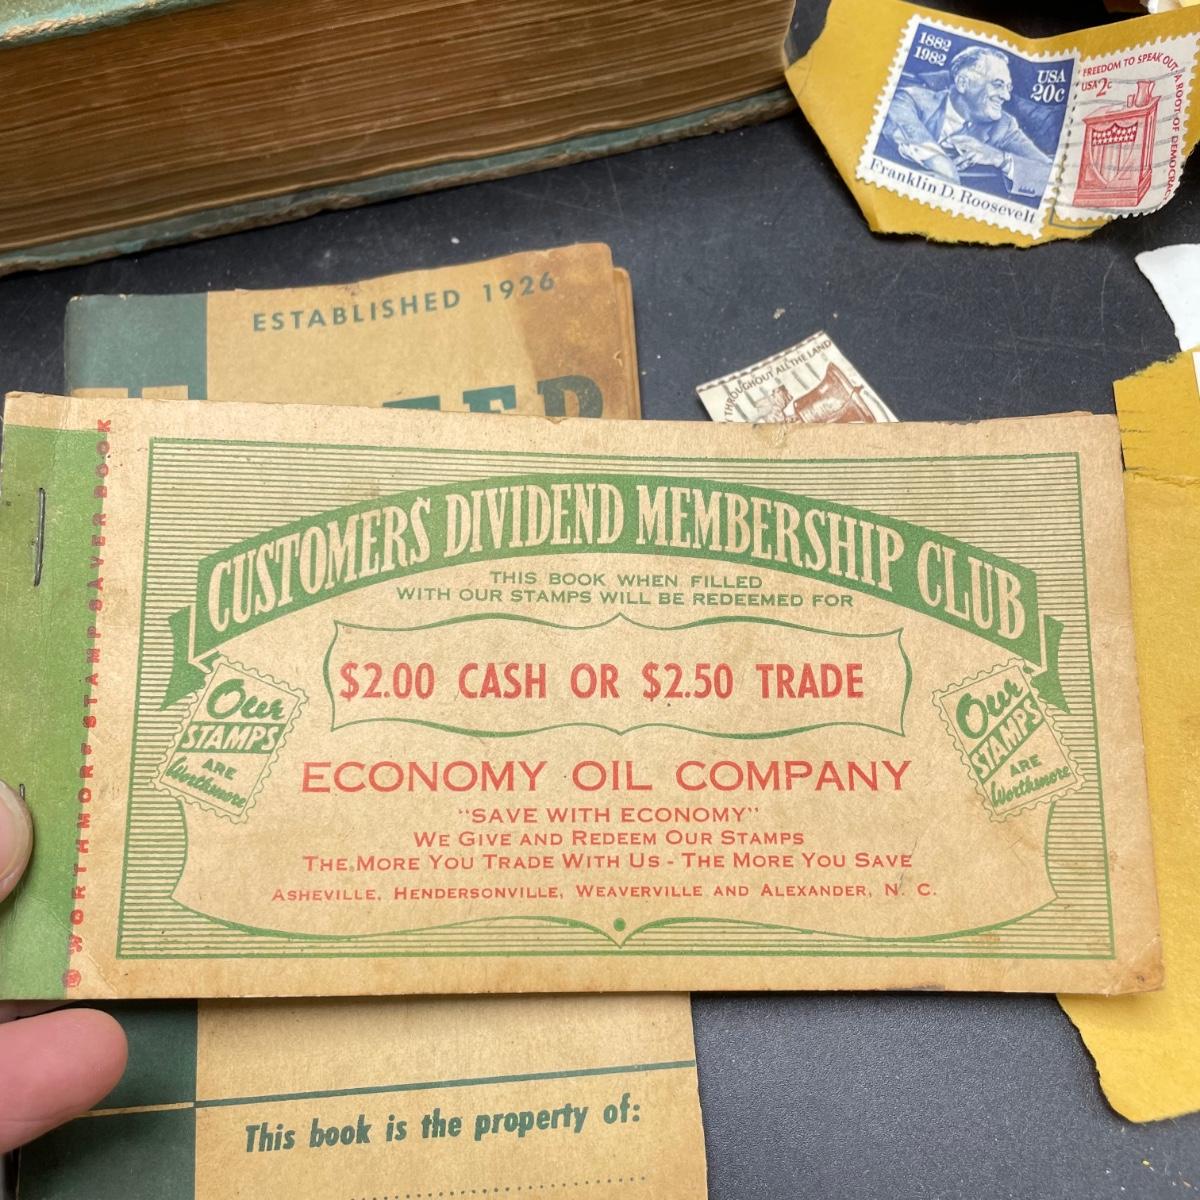 1882
1982
USA
20c
Franklin D. Roosevelt
FREEDOM TO SPEAK OUT A ROOT OF DEMOCRAC
USA 2c
ESTABLISHED 1926
THROUGHOUT ALL THE LAND
WORTHMORE STAMP SAVER BOOK
CUSTOMERS DIVIDEND MEMBERSHIP CLUB
THIS BOOK WHEN FILLED
WITH OUR STAMPS WILL BE REDEEMED FOR
$2.00 CASH OR $2.50 TRADE
Our
STAMPS
ARE
Worthmore
Our
STAMPS
ARE
Worthmore
ECONOMY OIL COMPANY
"SAVE WITH ECONOMY"
WE GIVE AND REDEEM OUR STAMPS
THE MORE YOU TRADE WITH US - THE MORE YOU SAVE
ASHEVILLE, HENDERSONVILLE, WEAVERVILLE AND ALEXANDER, N. C.
This book is the property of: